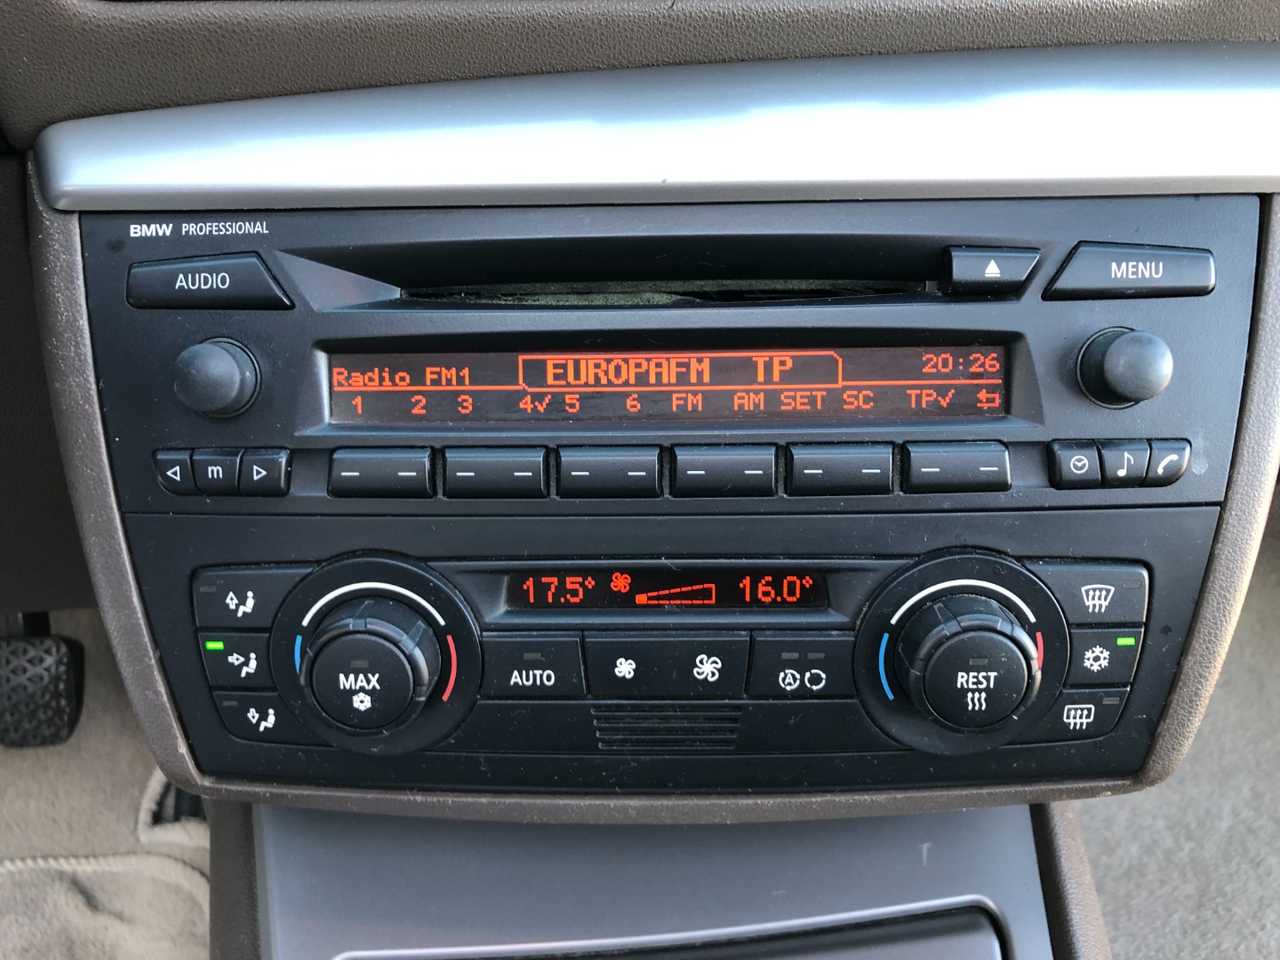 BMW PROFESSIONAL
AUDIO
MENU
Radio FM1
EUROPAFM TP
20:26
1 2 3 4✓ 5 6 FM AM SET SC TP✓
m
17.5°
16.0°
MAX
AUTO
A
REST